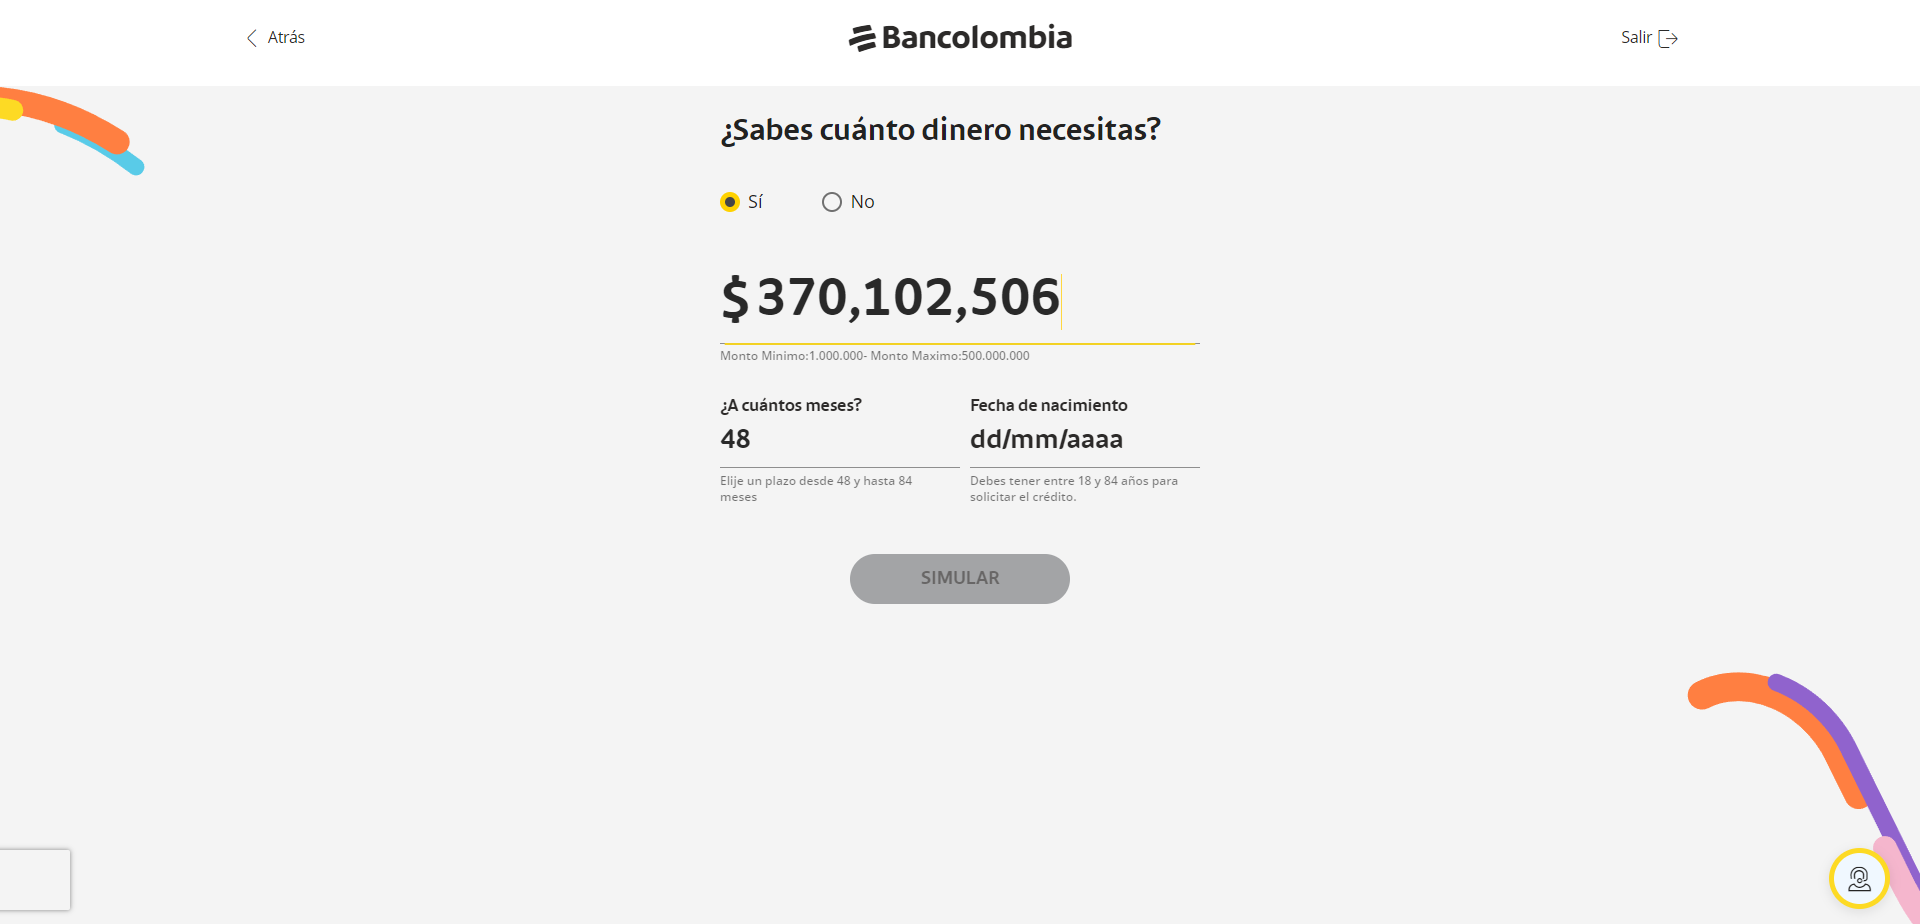 Atrás
Bancolombia
Salir
¿Sabes cuánto dinero necesitas?
Sí
No
$ 370,102,506
Monto Minimo:1.000.000- Monto Maximo:500.000.000
¿A cuántos meses?
48
Elije un plazo desde 48 y hasta 84
meses
Fecha de nacimiento
dd/mm/aaaa
Debes tener entre 18 y 84 años para
solicitar el crédito.
SIMULAR